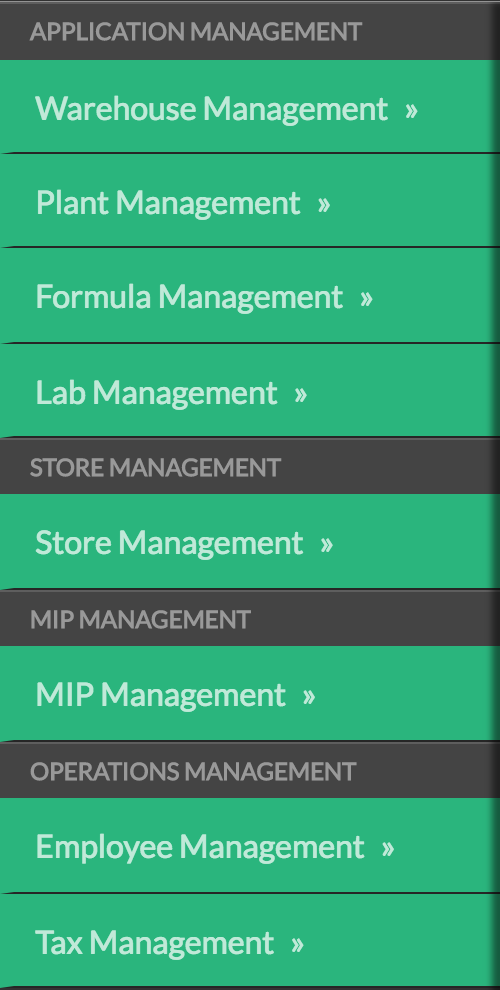 APPLICATION MANAGEMENT
Warehouse Management »
Plant Management »
Formula Management »
Lab Management »
STORE MANAGEMENT
Store Management »
MIP MANAGEMENT
MIP Management »
OPERATIONS MANAGEMENT
Employee Management »
Tax Management »